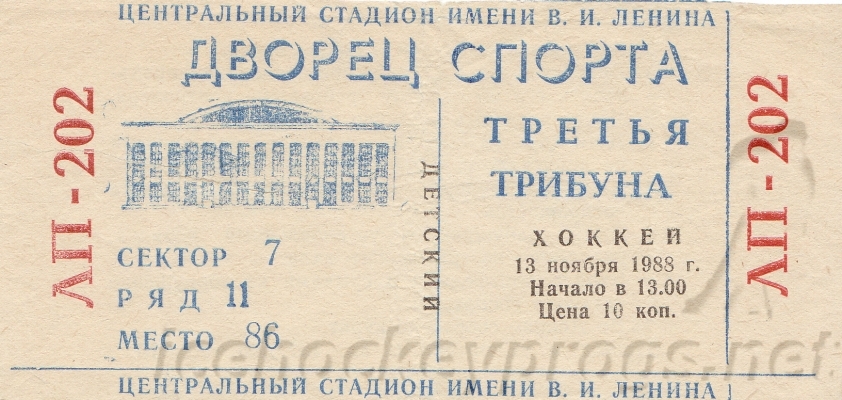 ЦЕНТРАЛЬНЫЙ СТАДИОН ИМЕНИ В. И. ЛЕНИНА
ДВОРЕЦ СПОРТА
ЛП - 202
СЕКТОР 7
РЯД 11
МЕСТО 86
ДЕТСКИЙ
ТРЕТЬЯ
ТРИБУНА
ХОККЕЙ
13 ноября 1988 г.
Начало в 13.00
Цена 10 коп.
ЛП - 202
icehockeyprogs.net
ЦЕНТРАЛЬНЫЙ СТАДИОН ИМЕНИ В. И. ЛЕНИНА